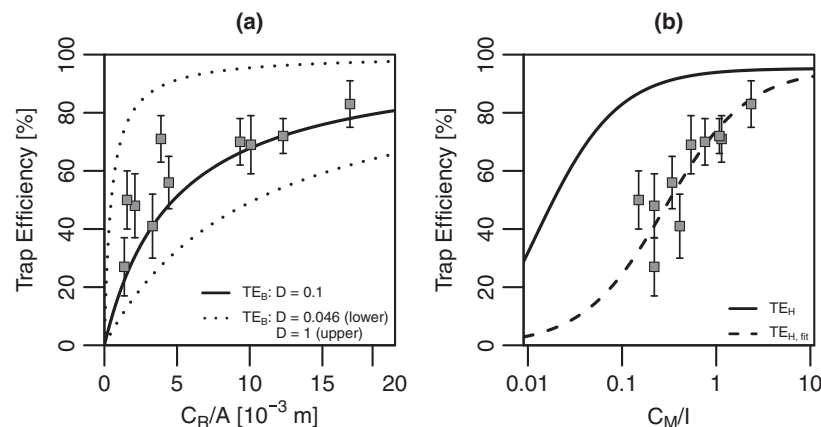 (a)
Trap Efficiency [%]
100
80
60
40
20
0
TE_B: D = 0.1
TE_B: D = 0.046 (lower)
D = 1 (upper)
0 5 10 15 20
C_R/A [10⁻³ m]
(b)
Trap Efficiency [%]
100
80
60
40
20
0
TE_H
TE_H, fit
0.01 0.1 1 10
C_M/I